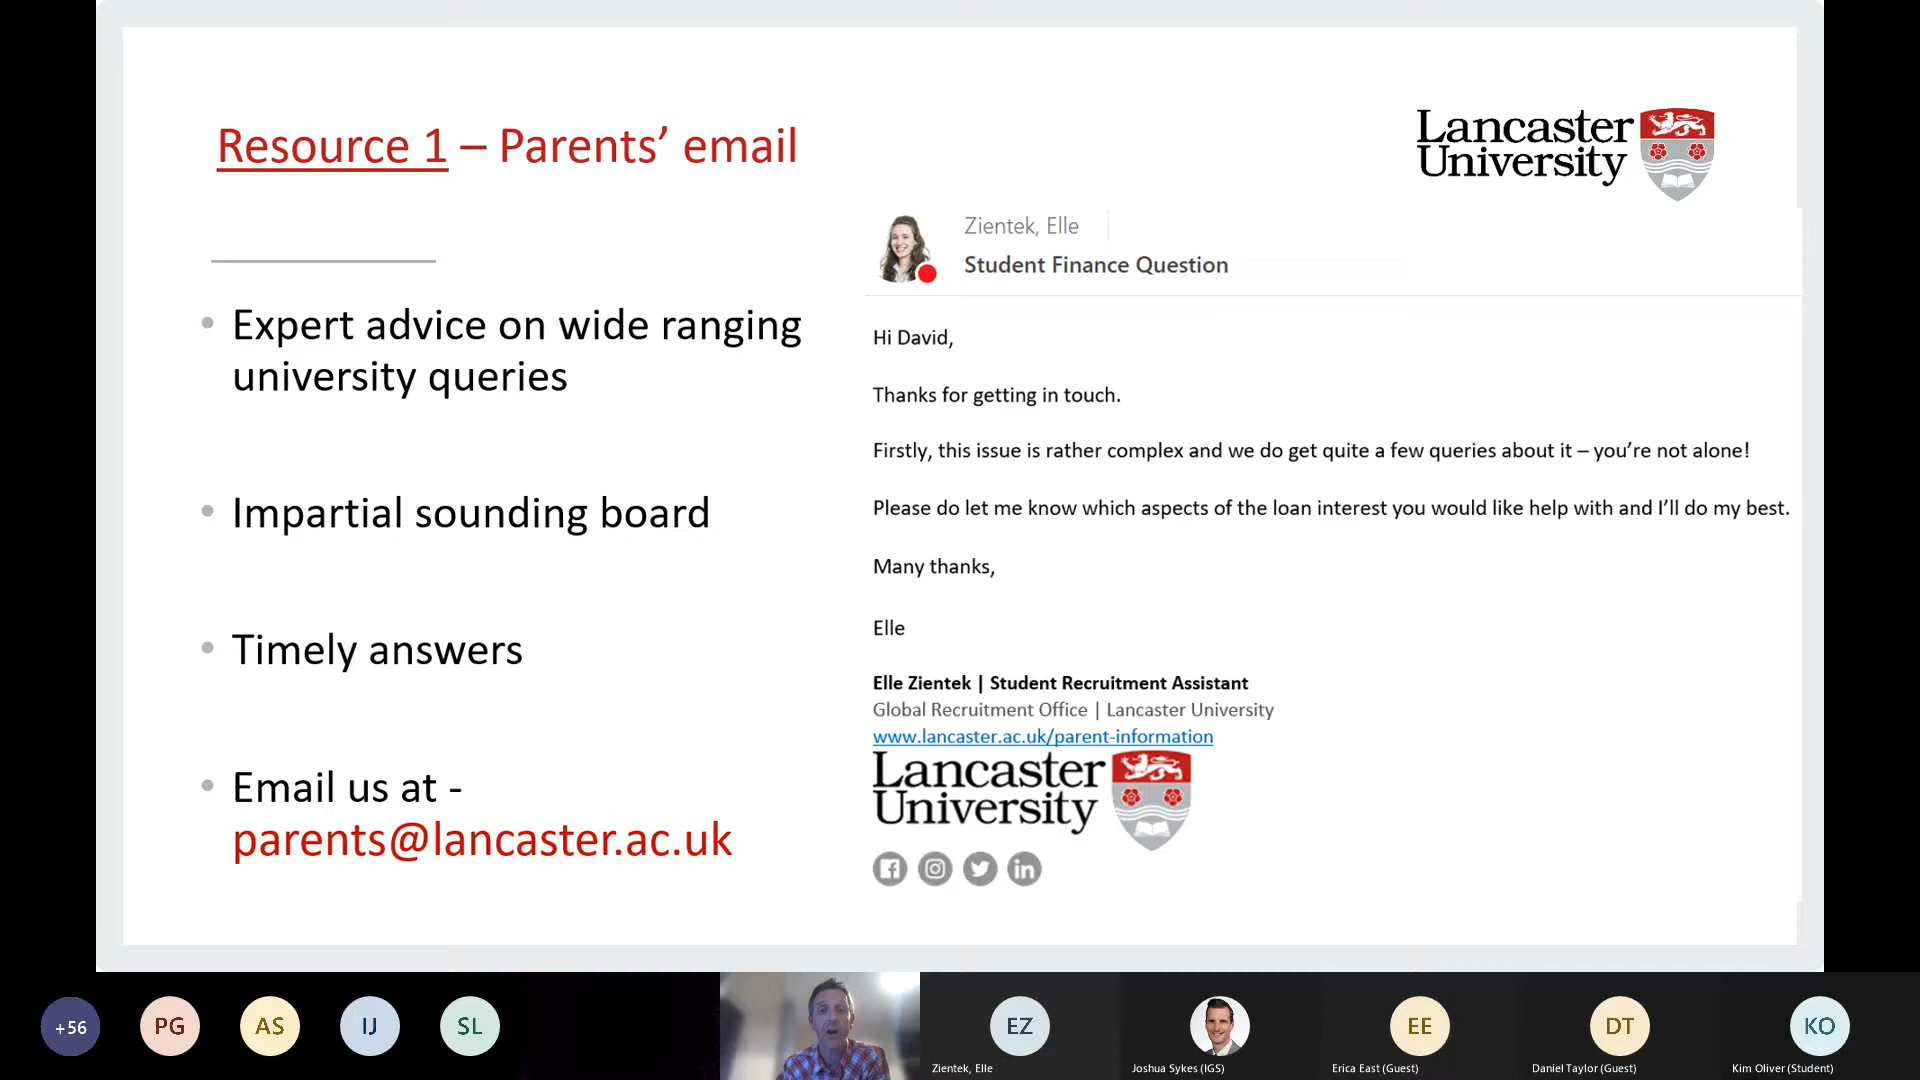 Resource 1 – Parents’ email
Lancaster
University
Expert advice on wide ranging
university queries
Impartial sounding board
Timely answers
Email us at -
parents@lancaster.ac.uk
Zientek, Elle
Student Finance Question
Hi David,
Thanks for getting in touch.
Firstly, this issue is rather complex and we do get quite a few queries about it – you’re not alone!
Please do let me know which aspects of the loan interest you would like help with and I’ll do my best.
Many thanks,
Elle
Elle Zientek | Student Recruitment Assistant
Global Recruitment Office | Lancaster University
www.lancaster.ac.uk/parent-information
Lancaster
University
+56
PG
AS
IJ
SL
EZ
Zientek, Elle
Joshua Sykes (IGS)
EE
Erica East (Guest)
DT
Daniel Taylor (Guest)
KO
Kim Oliver (Student)